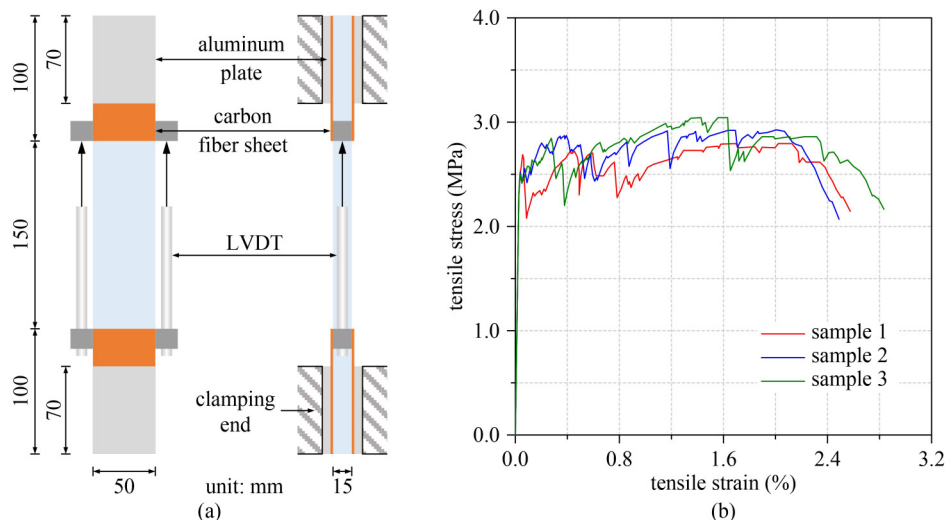 100
70
150
100
70
aluminum
plate
carbon
fiber sheet
LVDT
clamping
end
50
unit: mm
15
(a)
tensile stress (MPa)
4.0
3.0
2.0
1.0
0.0
0.0
0.8
1.6
2.4
3.2
tensile strain (%)
sample 1
sample 2
sample 3
(b)